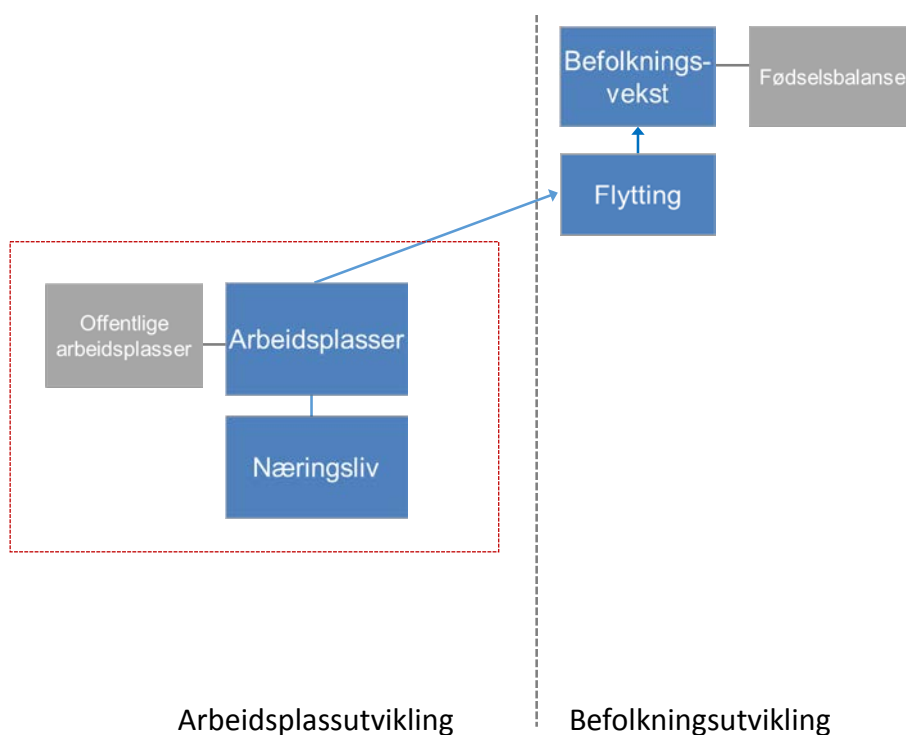 Befolknings-
vekst
Fødselsbalanse
Flytting
Offentlige
arbeidsplasser
Arbeidsplasser
Næringsliv
Arbeidsplassutvikling
Befolkningsutvikling